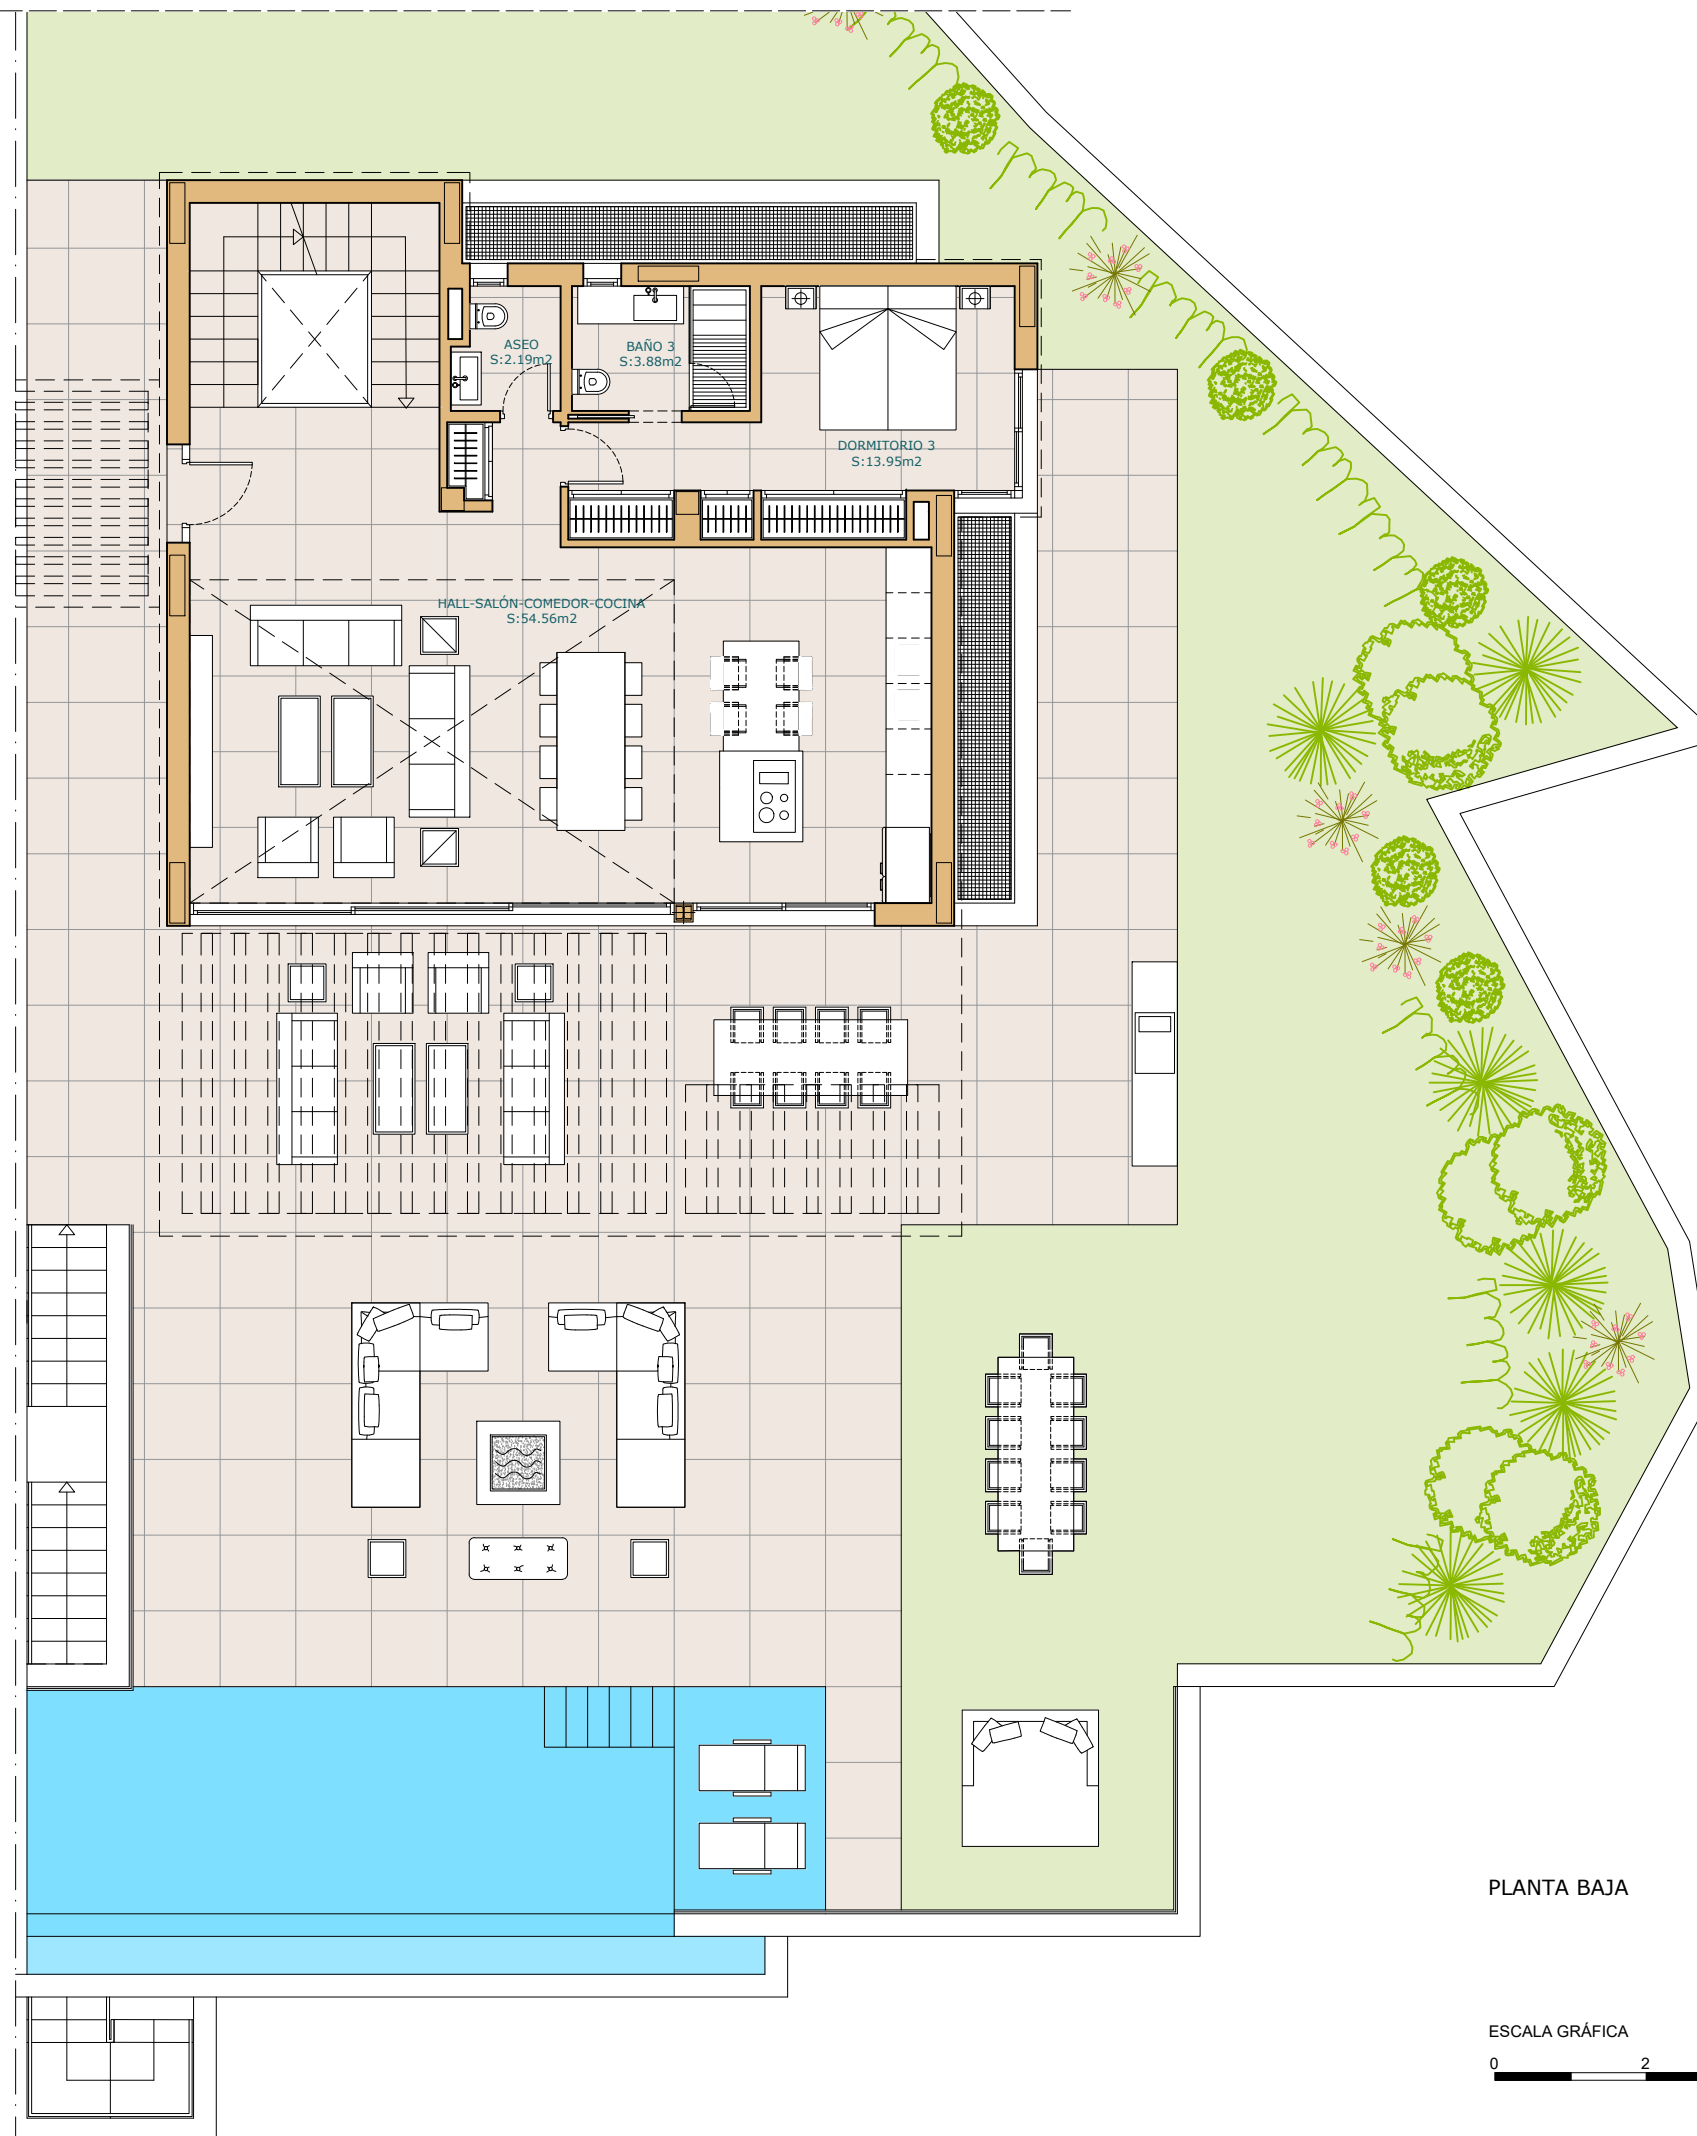 ASEO
S:2.19m2
BAÑO 3
S:3.88m2
DORMITORIO 3
S:13.95m2
HALL-SALÓN-COMEDOR-COCINA
S:54.56m2
PLANTA BAJA
ESCALA GRÁFICA
0 2